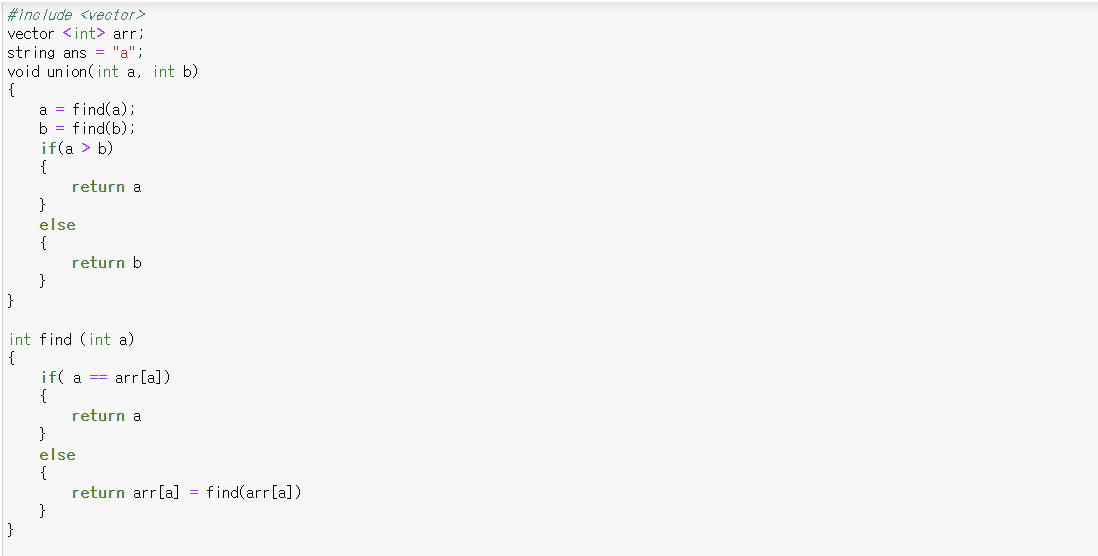 #include <vector>
vector <int> arr;
string ans = "a";
void union(int a, int b)
{
    a = find(a);
    b = find(b);
    if(a > b)
    {
        return a
    }
    else
    {
        return b
    }
}

int find (int a)
{
    if( a == arr[a])
    {
        return a
    }
    else
    {
        return arr[a] = find(arr[a])
    }
}